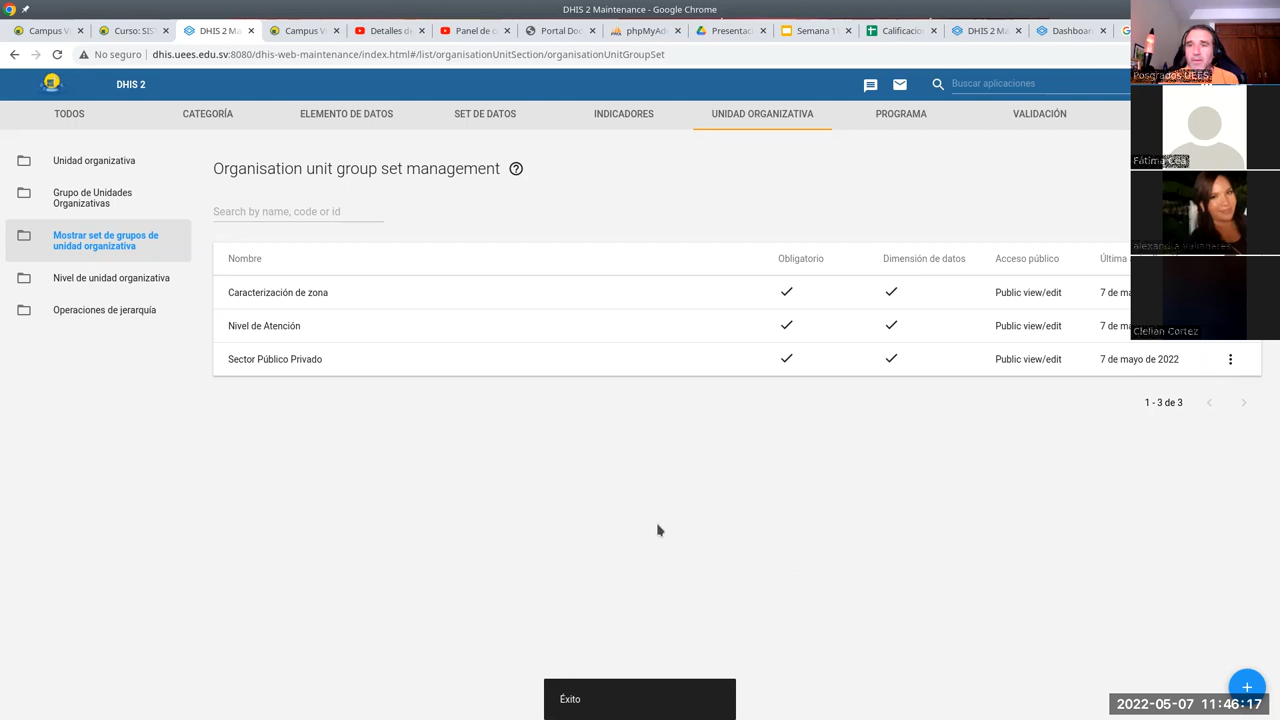 DHIS 2 Maintenance - Google Chrome
Campus V
Curso: SIS
DHIS 2 M
Campus V
Detalles d
Panel de
Portal Doc
phpMyAd
Presentac
Semana 1
Calificacio
DHIS 2 M
Dashboar
No seguro
dhis.uees.edu.sv:8080/dhis-web-maintenance/index.html#/list/organisationUnitSection/organisationUnitGroupSet
DHIS 2
Buscar aplicaciones
TODOS
CATEGORÍA
ELEMENTO DE DATOS
SET DE DATOS
INDICADORES
UNIDAD ORGANIZATIVA
PROGRAMA
VALIDACIÓN
Unidad organizativa
Grupo de Unidades
Organizativas
Mostrar set de grupos de
unidad organizativa
Nivel de unidad organizativa
Operaciones de jerarquía
Organisation unit group set management
Search by name, code or id
Nombre Obligatorio Dimensión de datos Acceso público Última
Caracterización de zona Public view/edit 7 de m
Nivel de Atención Public view/edit 7 de m
Sector Público Privado Public view/edit 7 de mayo de 2022
1 - 3 de 3
Éxito
Posgrados UEES
Fátima Cea
Clelian Cortez
2022-05-07 11:46:17